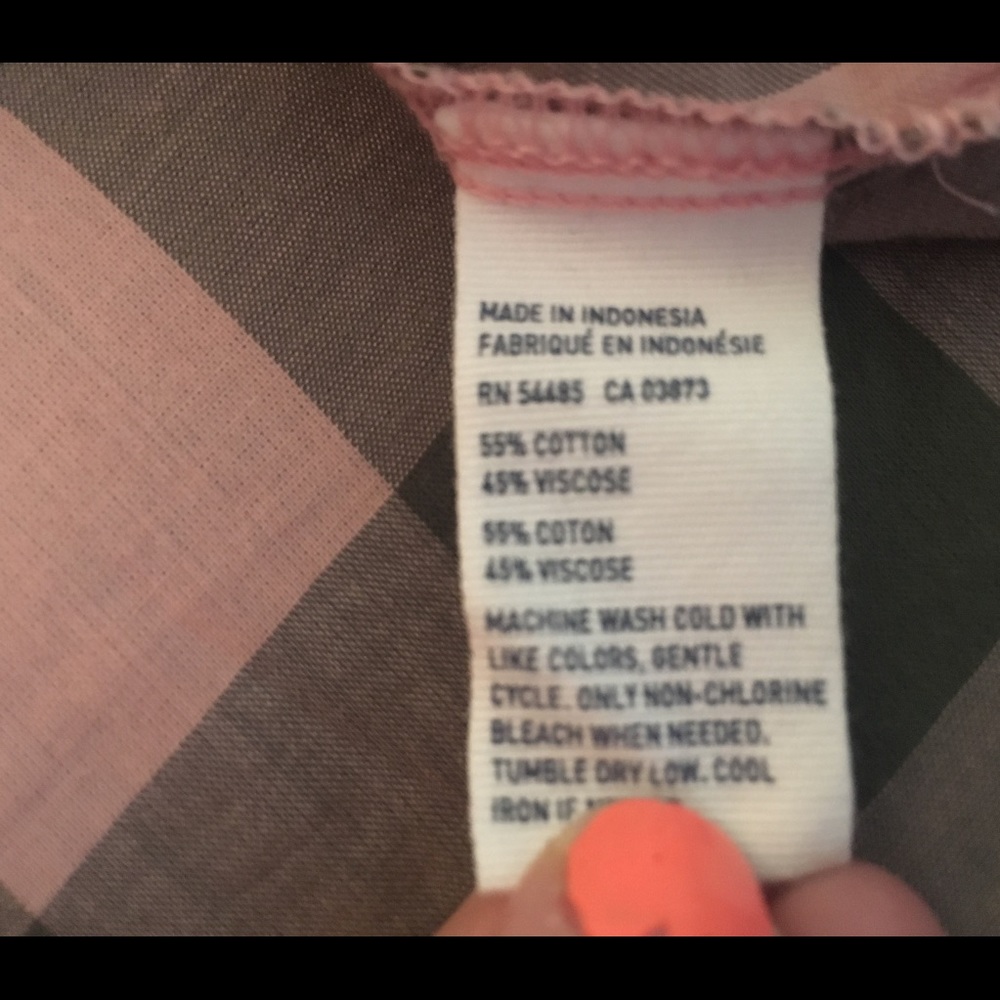 MADE IN INDONESIA
FABRIQUÉ EN INDONÉSIE
RN 54485 CA 03873
55% COTTON
45% VISCOSE
55% COTON
45% VISCOSE
MACHINE WASH COLD WITH
LIKE COLORS, GENTLE
CYCLE. ONLY NON-CHLORINE
BLEACH WHEN NEEDED.
TUMBLE DRY LOW. COOL
IRON IF